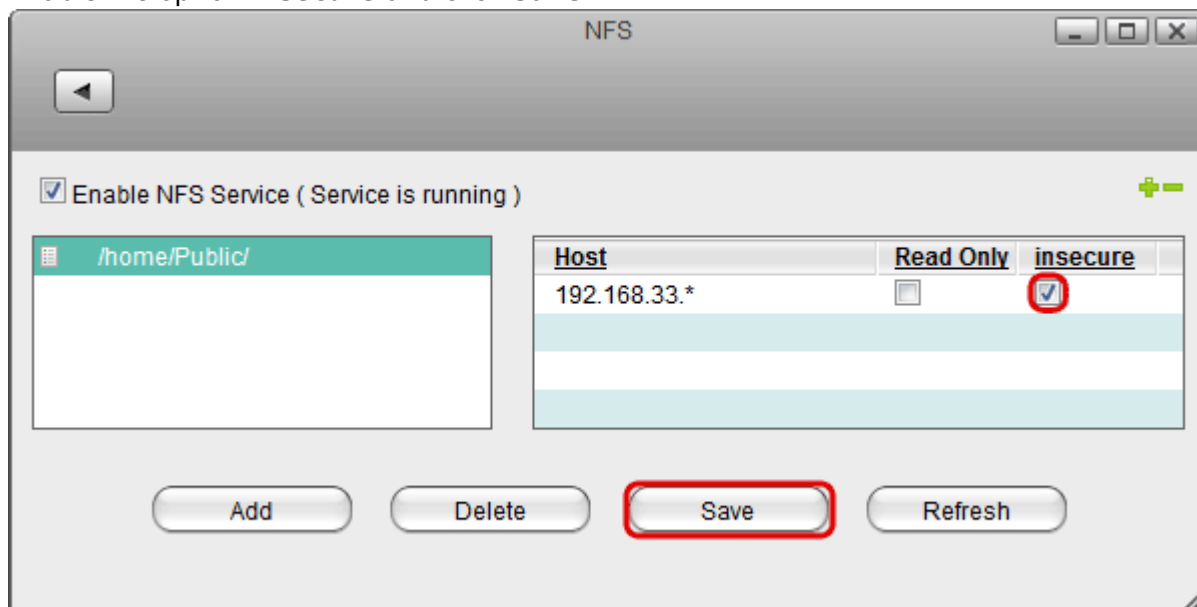 NFS
Enable NFS Service ( Service is running )
/home/Public/
Host Read Only insecure
192.168.33.*
Add Delete Save Refresh